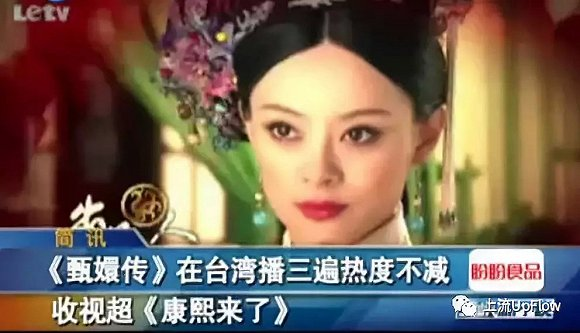 Letv
简讯
《甄嬛传》在台湾播三遍热度不减
收视超《康熙来了》
盼盼食品
上流UpFlow